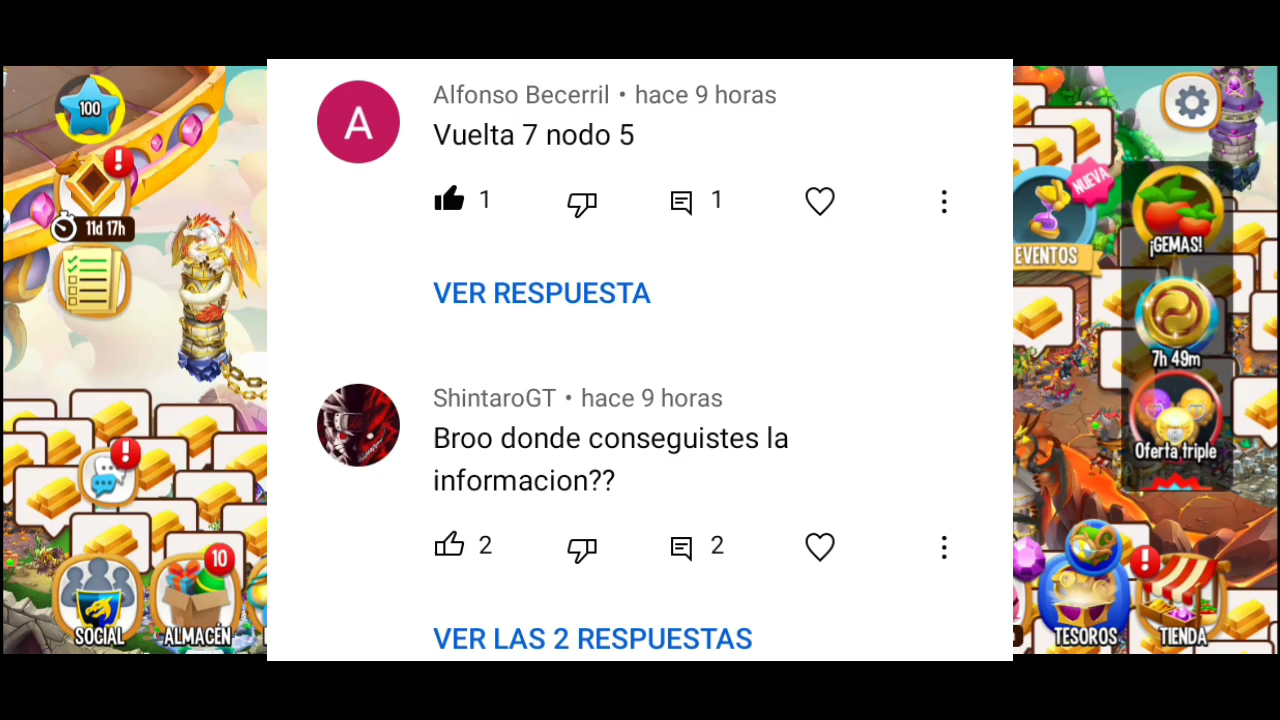 100
11d 17h
SOCIAL
10
ALMACÉN
A
Alfonso Becerril • hace 9 horas
Vuelta 7 nodo 5
1
1
VER RESPUESTA
ShintaroGT • hace 9 horas
Broo donde conseguistes la
informacion??
2
2
VER LAS 2 RESPUESTAS
NUEVA
EVENTOS
¡GEMAS!
7h 49m
Oferta triple
TESOROS
TIENDA